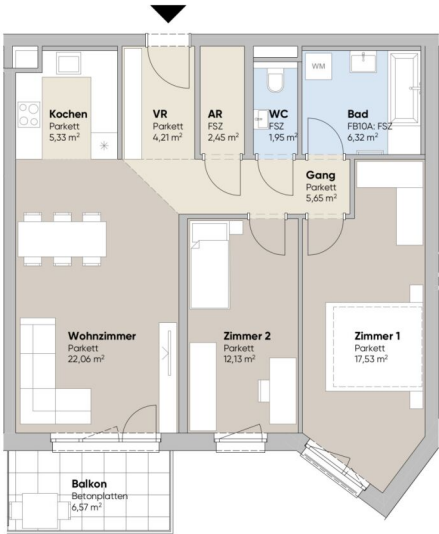 Kochen
Parkett
5,33 m²
VR
Parkett
4,21 m²
AR
FSZ
2,45 m²
WC
FSZ
1,95 m²
WM
Bad
FB10A: FSZ
6,32 m²
Gang
Parkett
5,65 m²
Wohnzimmer
Parkett
22,06 m²
Zimmer 2
Parkett
12,13 m²
Zimmer 1
Parkett
17,53 m²
Balkon
Betonplatten
6,57 m²